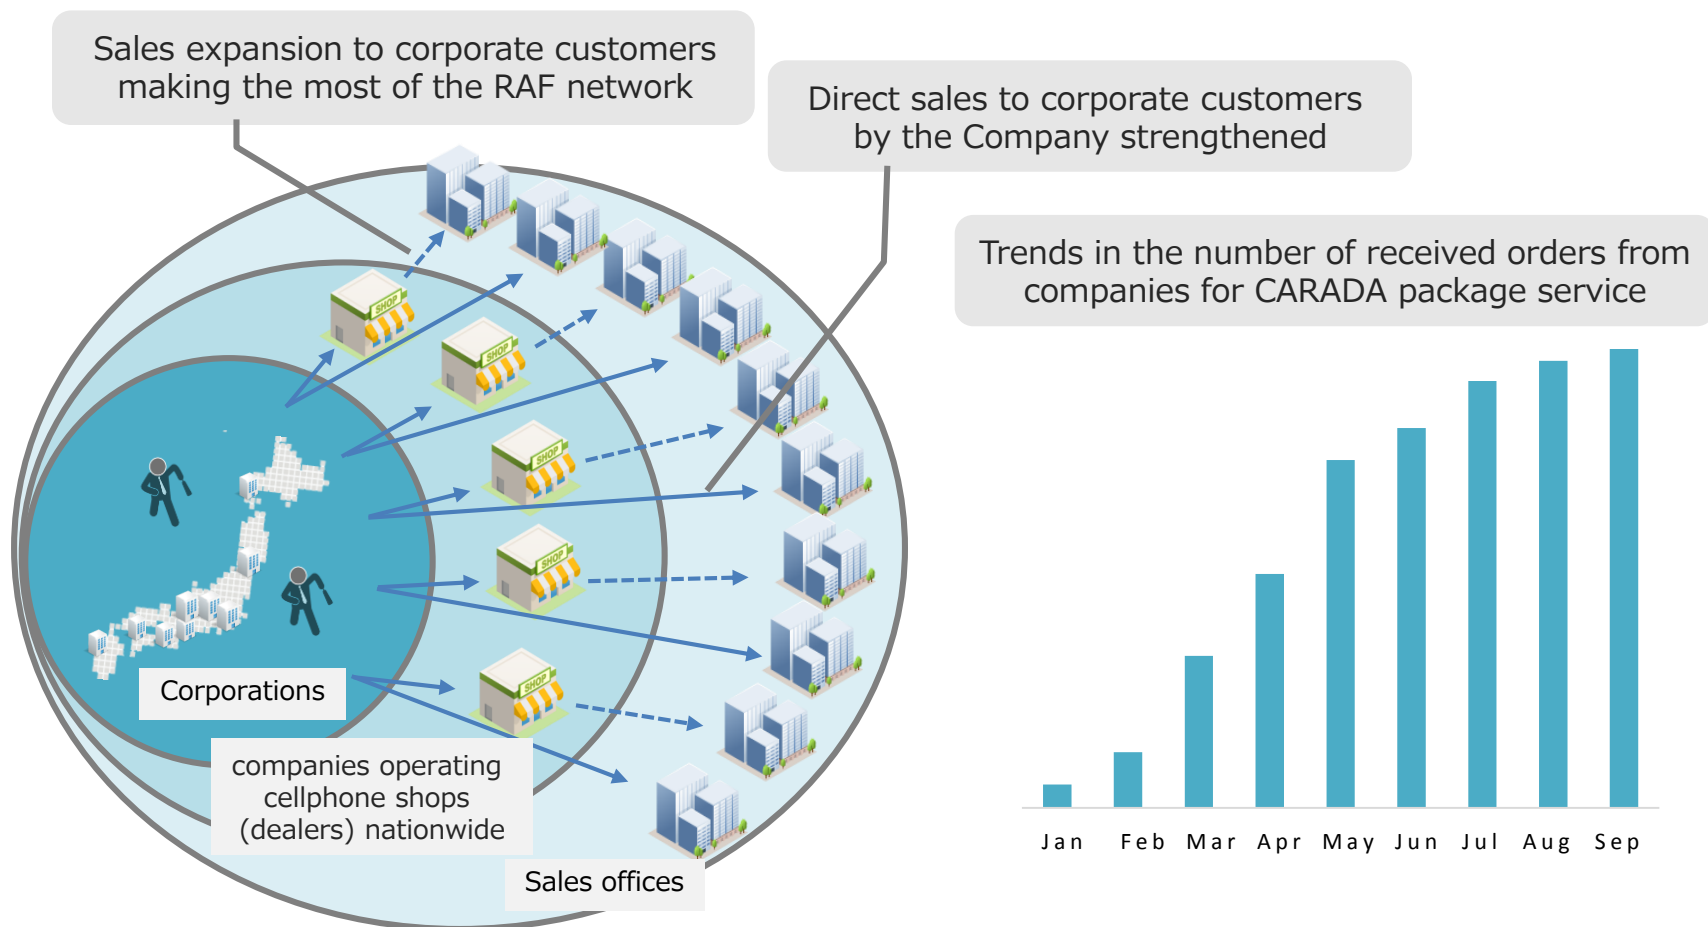 Sales expansion to corporate customers
making the most of the RAF network
Direct sales to corporate customers
by the Company strengthened
Trends in the number of received orders from
companies for CARADA package service
SHOP
SHOP
SHOP
SHOP
SHOP
Corporations
companies operating
cellphone shops
(dealers) nationwide
Sales offices
Jan Feb Mar Apr May Jun Jul Aug Sep